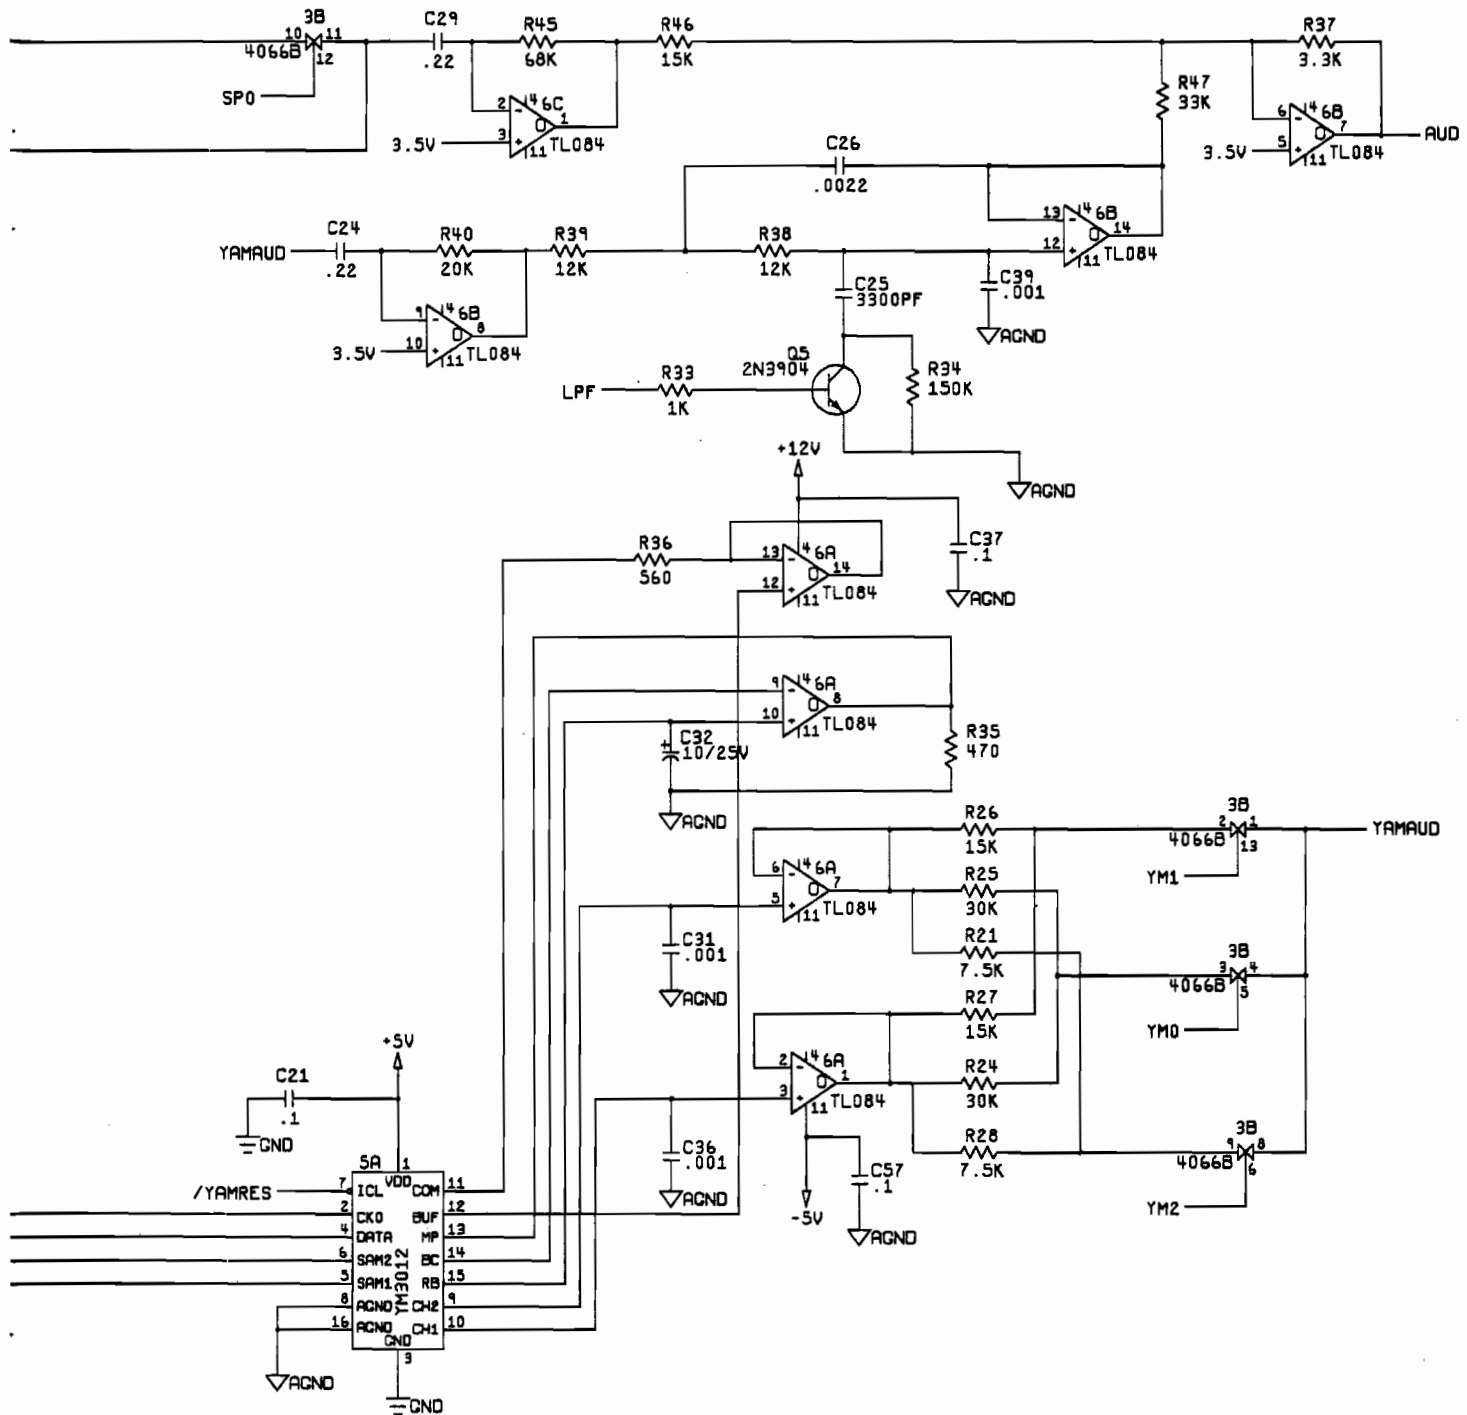 3B
10 11
4066B 12
SP0
C29
.22
R45
68K
R46
15K
R37
3.3K
R47
33K
2 4 6C
1
3
11 TL084
3.5V
6 4 6B
7
5
11 TL084
3.5V
AUD
C26
.0022
13 4 6B
14
12
11 TL084
YAMAUD
C24
.22
R40
20K
R39
12K
R38
12K
C25
3300PF
C39
.001
AGND
9 4 6B
8
10
11 TL084
3.5V
Q5
2N3904
LPF
R33
1K
R34
150K
AGND
+12V
R36
560
13 4 6A
14
12
11 TL084
C37
.1
AGND
9 4 6A
8
10
11 TL084
C32
10/25V
+
AGND
R35
470
R26
15K
3B
2 1
4066B 13
YAMAUD
YM1
6 4 6A
7
5
11 TL084
R25
30K
R21
7.5K
C31
.001
AGND
3B
3 4
4066B 5
YM0
R27
15K
2 4 6A
1
3
11 TL084
R24
30K
R28
7.5K
3B
9 8
4066B 6
YM2
C36
.001
AGND
-5V
C57
.1
AGND
+5V
C21
.1
GND
5A
1
VDD
/YAMRES
7 ICL COM 11
2 CKO BUF 12
4 DATA MP 13
6 SAM2 BC 14
5 SAM1 RB 15
8 AGND CH2 9
16 AGND CH1 10
YM3012
GND
3
AGND
GND